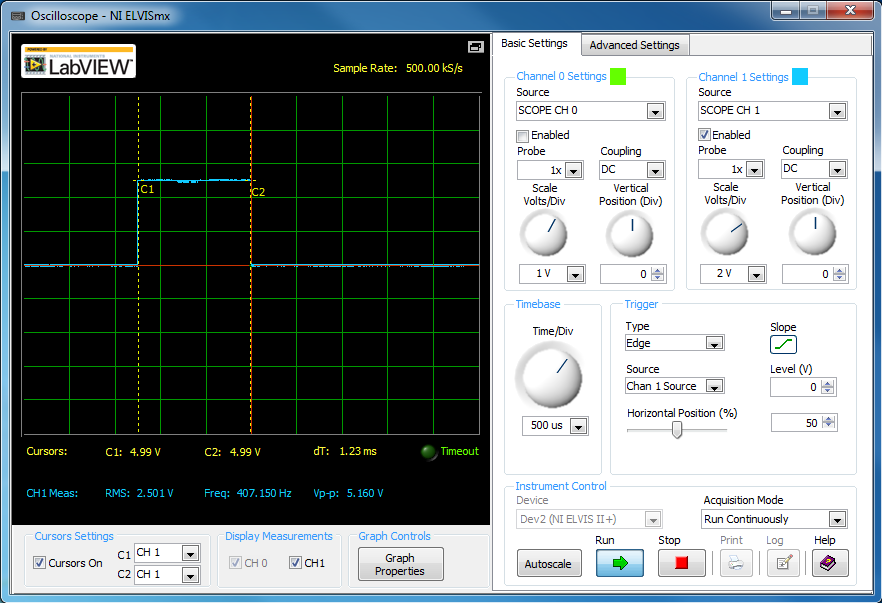 Oscilloscope - NI ELVISmx
POWERED BY
NATIONAL INSTRUMENTS
LabVIEW™
Sample Rate: 500.00 kS/s
C1
C2
Cursors: C1: 4.99 V C2: 4.99 V dT: 1.23 ms Timeout
CH1 Meas: RMS: 2.501 V Freq: 407.150 Hz Vp-p: 5.160 V
Cursors Settings
Cursors On
C1 CH 1
C2 CH 1
Display Measurements
CH 0 CH1
Graph Controls
Graph
Properties
Basic Settings Advanced Settings
Channel 0 Settings
Source
SCOPE CH 0
Enabled
Probe Coupling
1x DC
Scale Vertical
Volts/Div Position (Div)
1 V 0
Channel 1 Settings
Source
SCOPE CH 1
Enabled
Probe Coupling
1x DC
Scale Vertical
Volts/Div Position (Div)
2 V 0
Timebase
Time/Div
500 us
Trigger
Type Slope
Edge
Source Level (V)
Chan 1 Source 0
Horizontal Position (%)
50
Instrument Control
Device Acquisition Mode
Dev2 (NI ELVIS II+) Run Continuously
Run Stop Print Log Help
Autoscale